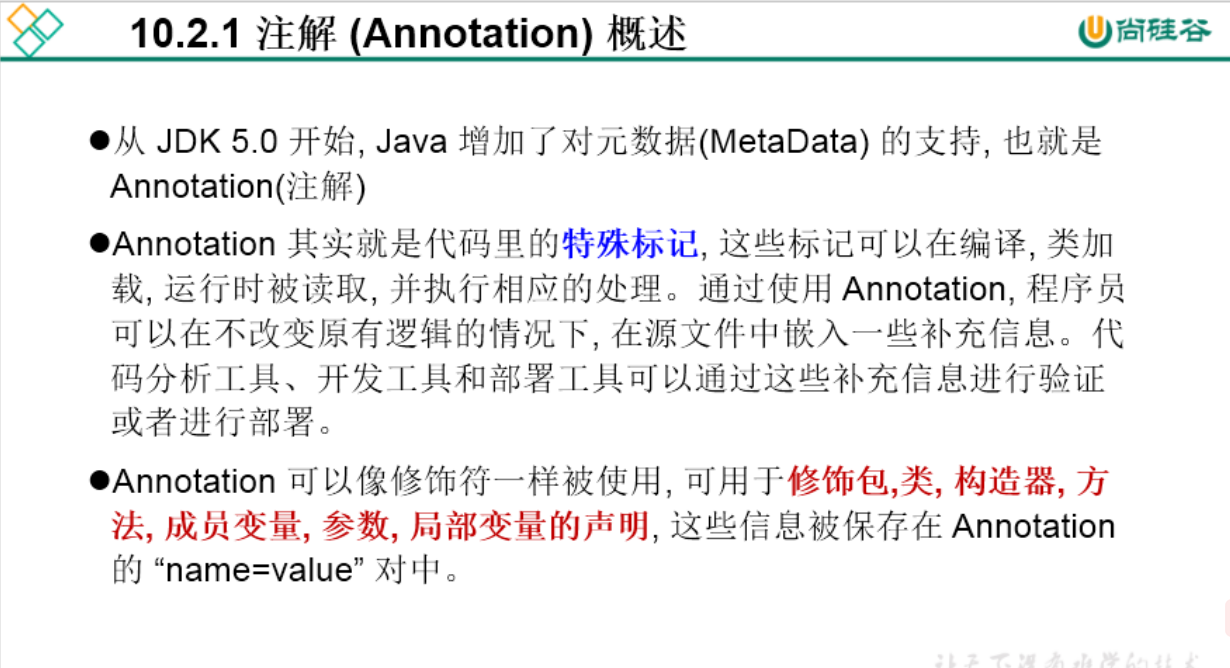 10.2.1 注解 (Annotation) 概述
尚硅谷
●从 JDK 5.0 开始, Java 增加了对元数据(MetaData) 的支持, 也就是
Annotation(注解)
●Annotation 其实就是代码里的特殊标记, 这些标记可以在编译, 类加
载, 运行时被读取, 并执行相应的处理。通过使用 Annotation, 程序员
可以在不改变原有逻辑的情况下, 在源文件中嵌入一些补充信息。代
码分析工具、开发工具和部署工具可以通过这些补充信息进行验证
或者进行部署。
●Annotation 可以像修饰符一样被使用, 可用于修饰包,类, 构造器, 方
法, 成员变量, 参数, 局部变量的声明, 这些信息被保存在 Annotation
的 “name=value” 对中。